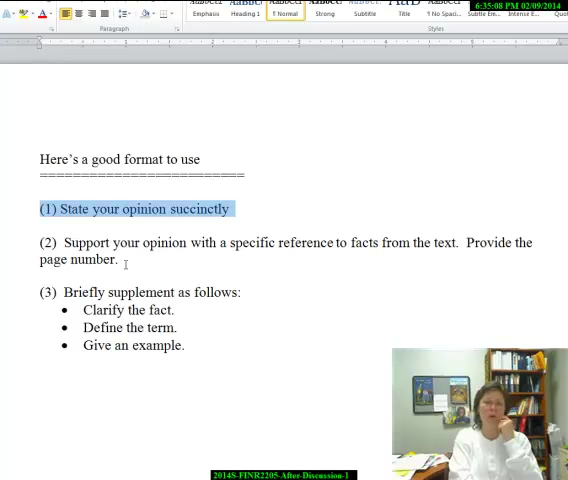 6:35:08 PM 02/09/2014
Emphasis Heading 1 ¶ Normal Strong Subtitle Title ¶ No Spaci... Subtle Em... Intense E...
Paragraph Styles
Here's a good format to use
=========================
(1) State your opinion succinctly
(2)  Support your opinion with a specific reference to facts from the text.  Provide the
page number.
(3)  Briefly supplement as follows:
• Clarify the fact.
• Define the term.
• Give an example.
2014S-FINR2205-After-Discussion-1